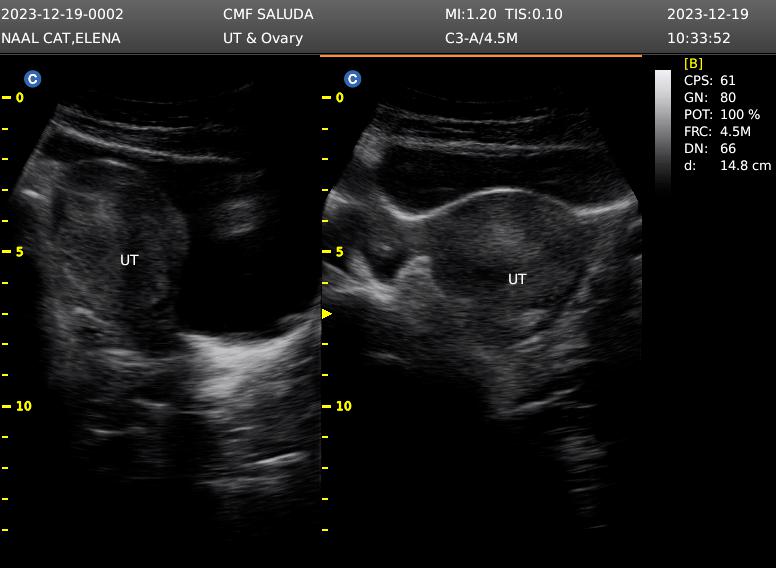 2023-12-19-0002 CMF SALUDA MI:1.20 TIS:0.10 2023-12-19
NAAL CAT,ELENA UT & Ovary C3-A/4.5M 10:33:52
C
C
[B]
CPS: 61
GN: 80
POT: 100 %
FRC: 4.5M
DN: 66
d: 14.8 cm
0
0
5
5
UT
UT
10
10